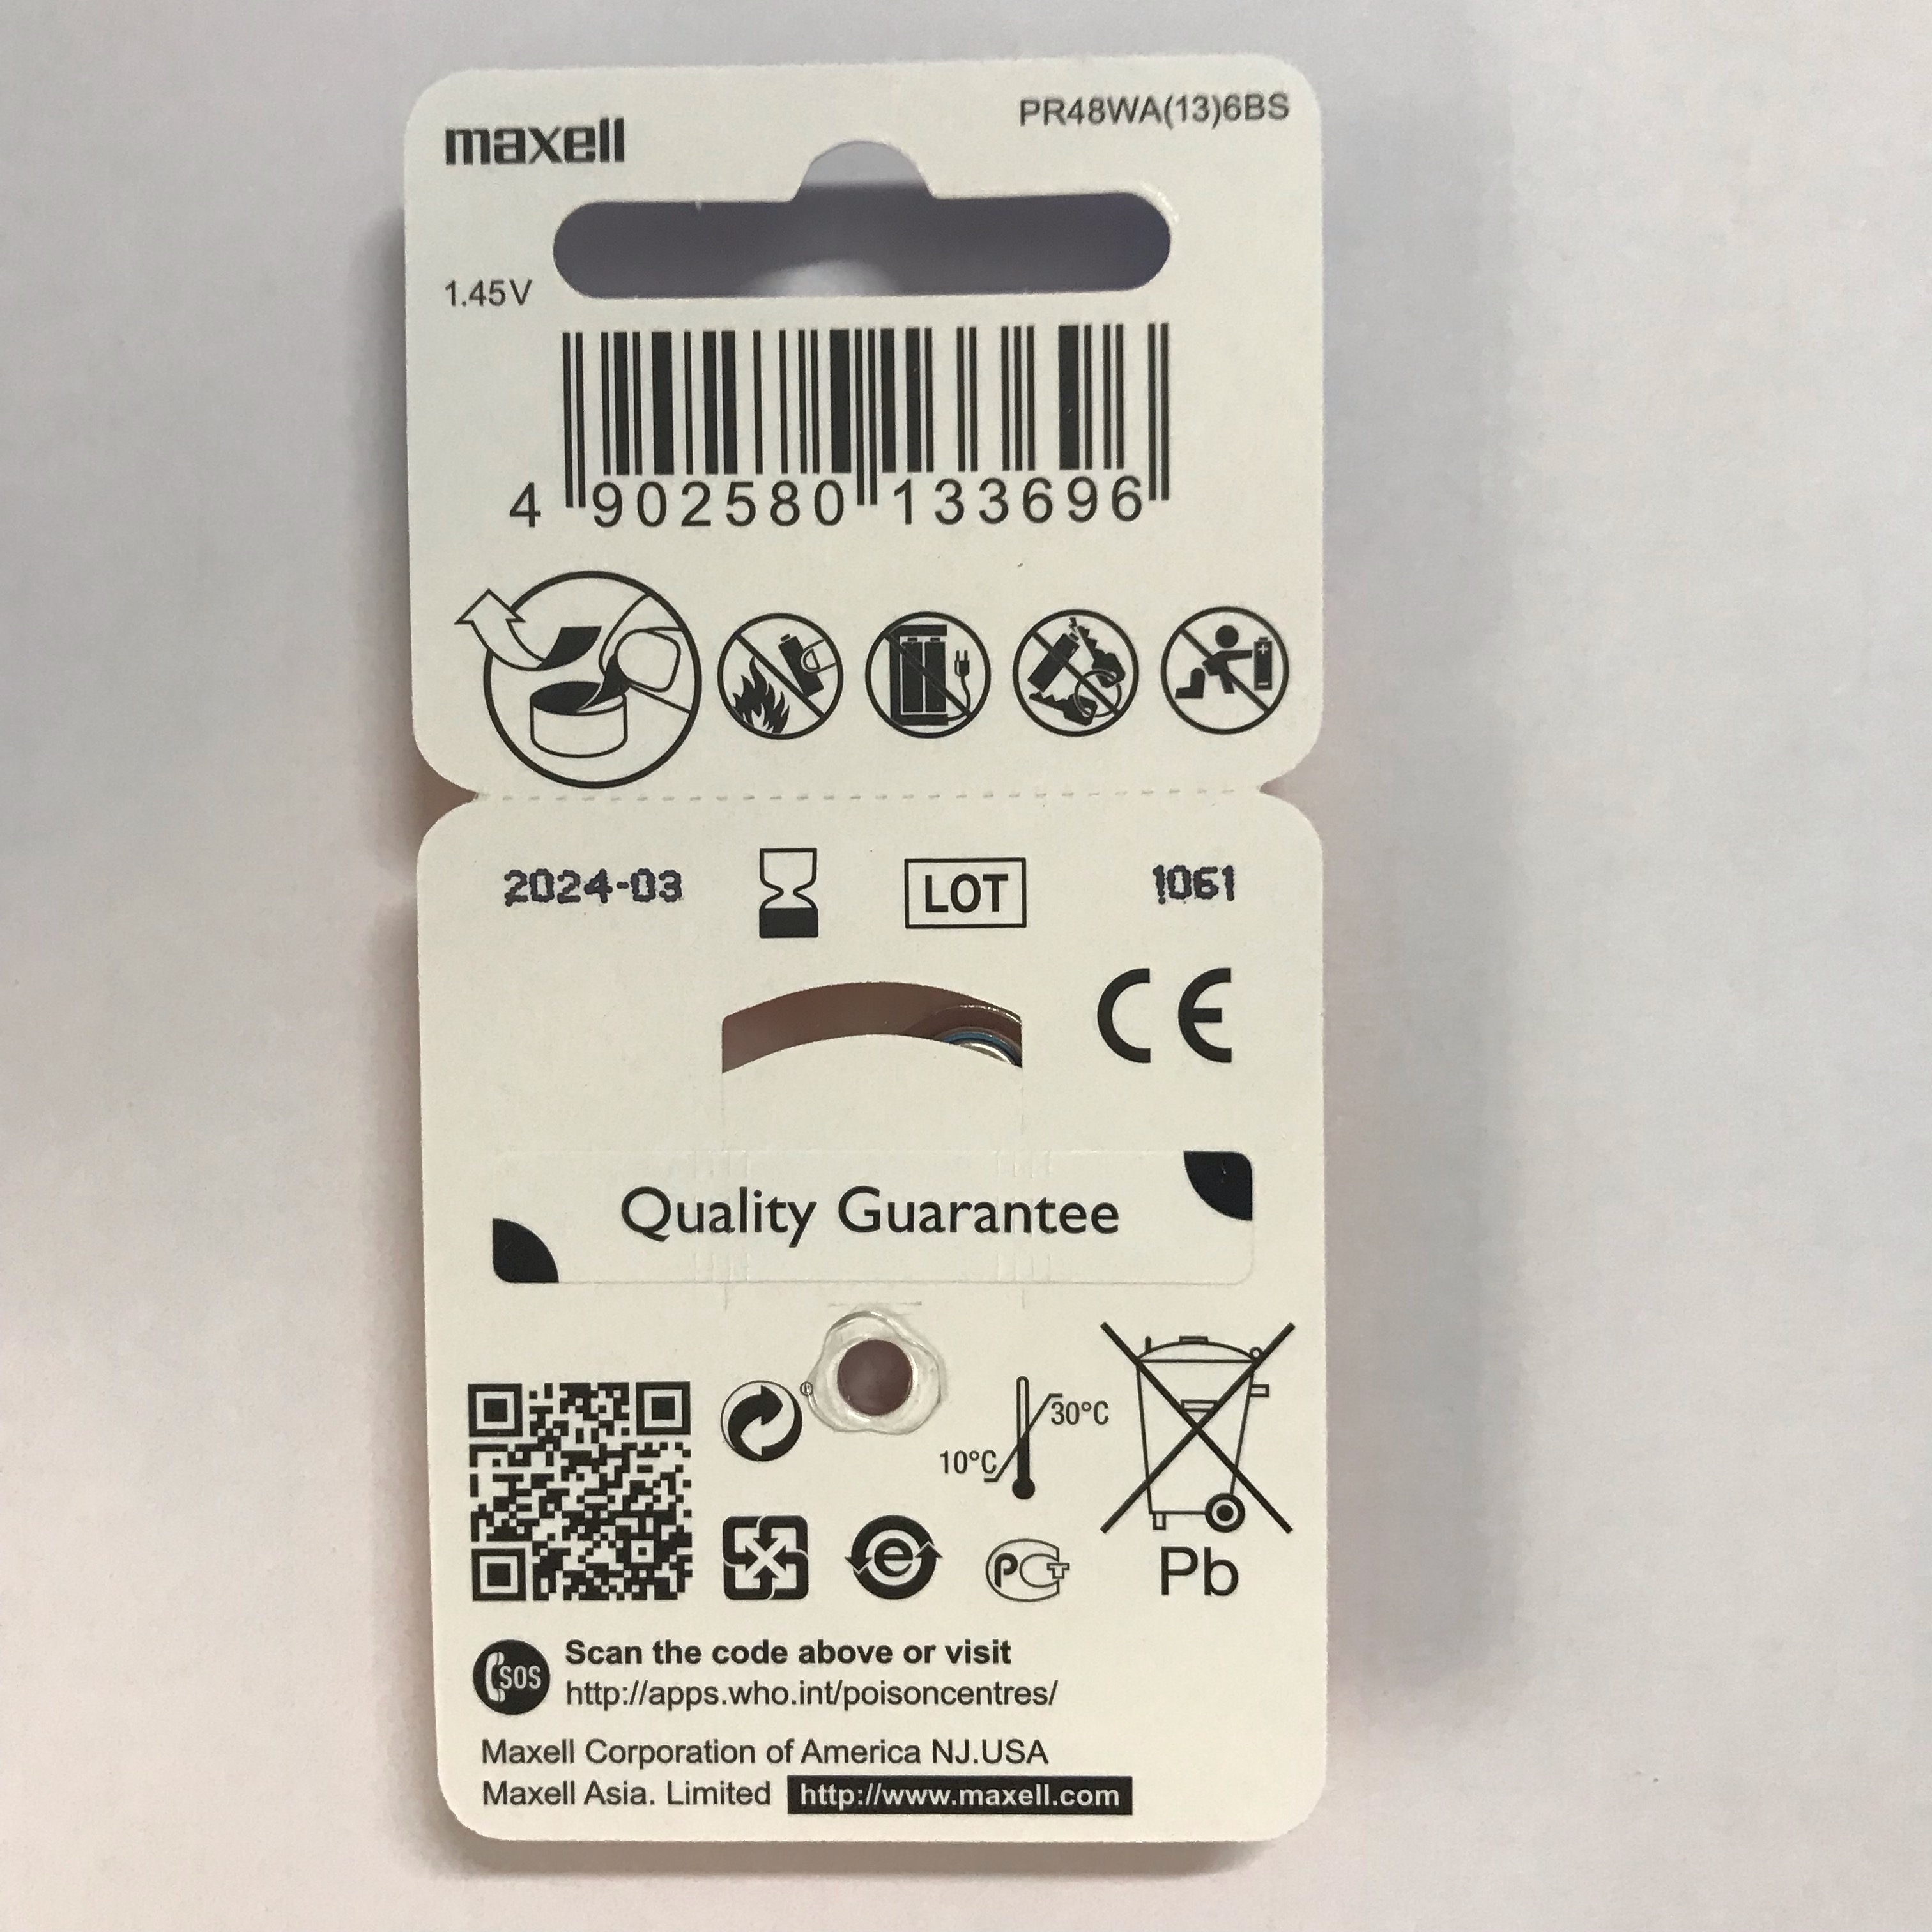 maxell
PR48WA(13)6BS
1.45V
4 902580 133696
2024-03
LOT
1061
CE
Quality Guarantee
30°C
10°C
e
PCT
Pb
SOS
Scan the code above or visit
http://apps.who.int/poisoncentres/
Maxell Corporation of America NJ.USA
Maxell Asia. Limited http://www.maxell.com